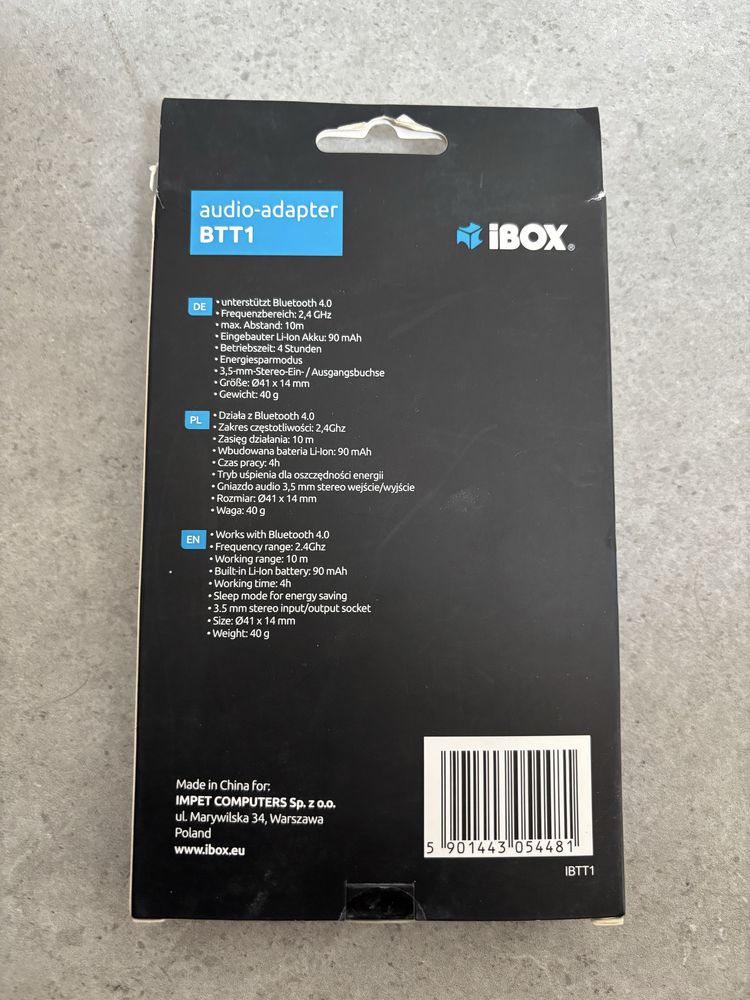 audio-adapter
BTT1
iBOX®
DE
• unterstützt Bluetooth 4.0
• Frequenzbereich: 2,4 GHz
• max. Abstand: 10m
• Eingebauter Li-Ion Akku: 90 mAh
• Betriebszeit: 4 Stunden
• Energiesparmodus
• 3,5-mm-Stereo-Ein- / Ausgangsbuchse
• Größe: Ø41 x 14 mm
• Gewicht: 40 g
PL
• Działa z Bluetooth 4.0
• Zakres częstotliwości: 2,4Ghz
• Zasięg działania: 10 m
• Wbudowana bateria Li-Ion: 90 mAh
• Czas pracy: 4h
• Tryb uśpienia dla oszczędności energii
• Gniazdo audio 3,5 mm stereo wejście/wyjście
• Rozmiar: Ø41 x 14 mm
• Waga: 40 g
EN
• Works with Bluetooth 4.0
• Frequency range: 2.4Ghz
• Working range: 10 m
• Built-in Li-Ion battery: 90 mAh
• Working time: 4h
• Sleep mode for energy saving
• 3.5 mm stereo input/output socket
• Size: Ø41 x 14 mm
• Weight: 40 g
Made in China for:
IMPET COMPUTERS Sp. z o.o.
ul. Marywilska 34, Warszawa
Poland
www.ibox.eu
5 901443 054481
IBTT1